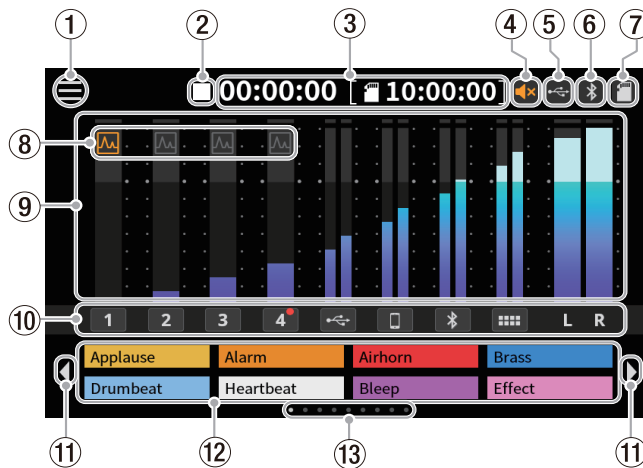 ① ② ③ ④ ⑤ ⑥ ⑦
00:00:00 10:00:00
⑧
⑨
⑩ 1 2 3 4 L R
Applause Alarm Airhorn Brass
Drumbeat Heartbeat Bleep Effect
⑪ ⑫ ⑬ ⑪